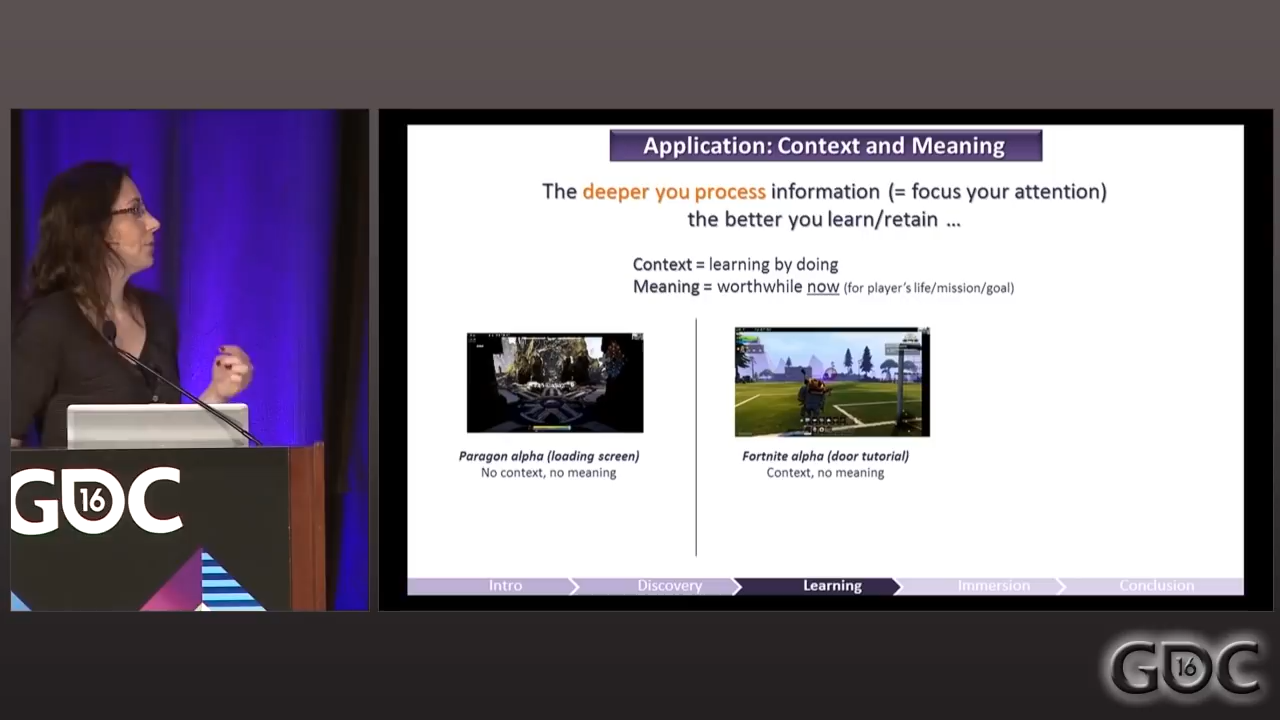 Application: Context and Meaning
The deeper you process information (= focus your attention)
the better you learn/retain ...
Context = learning by doing
Meaning = worthwhile now (for player's life/mission/goal)
Paragon alpha (loading screen)
No context, no meaning
Fortnite alpha (door tutorial)
Context, no meaning
Intro
Discovery
Learning
Immersion
Conclusion
GDC
16
GDC
16